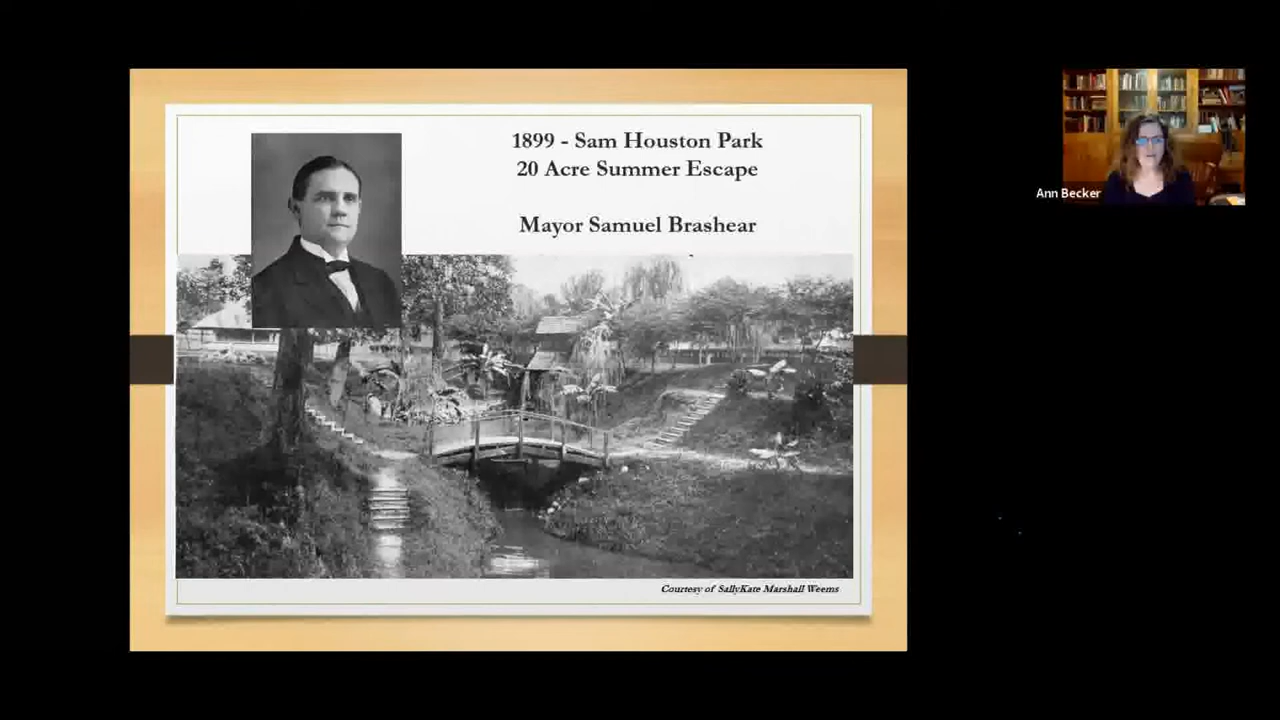 1899 - Sam Houston Park
20 Acre Summer Escape
Mayor Samuel Brashear
Courtesy of SallyKate Marshall Weems
Ann Becker